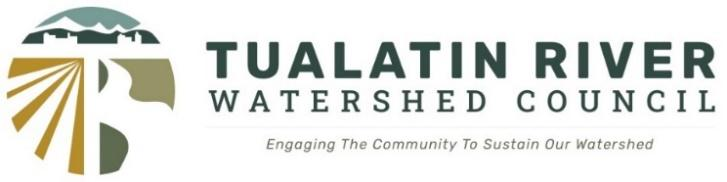 TUALATIN RIVER
WATERSHED COUNCIL
Engaging The Community To Sustain Our Watershed